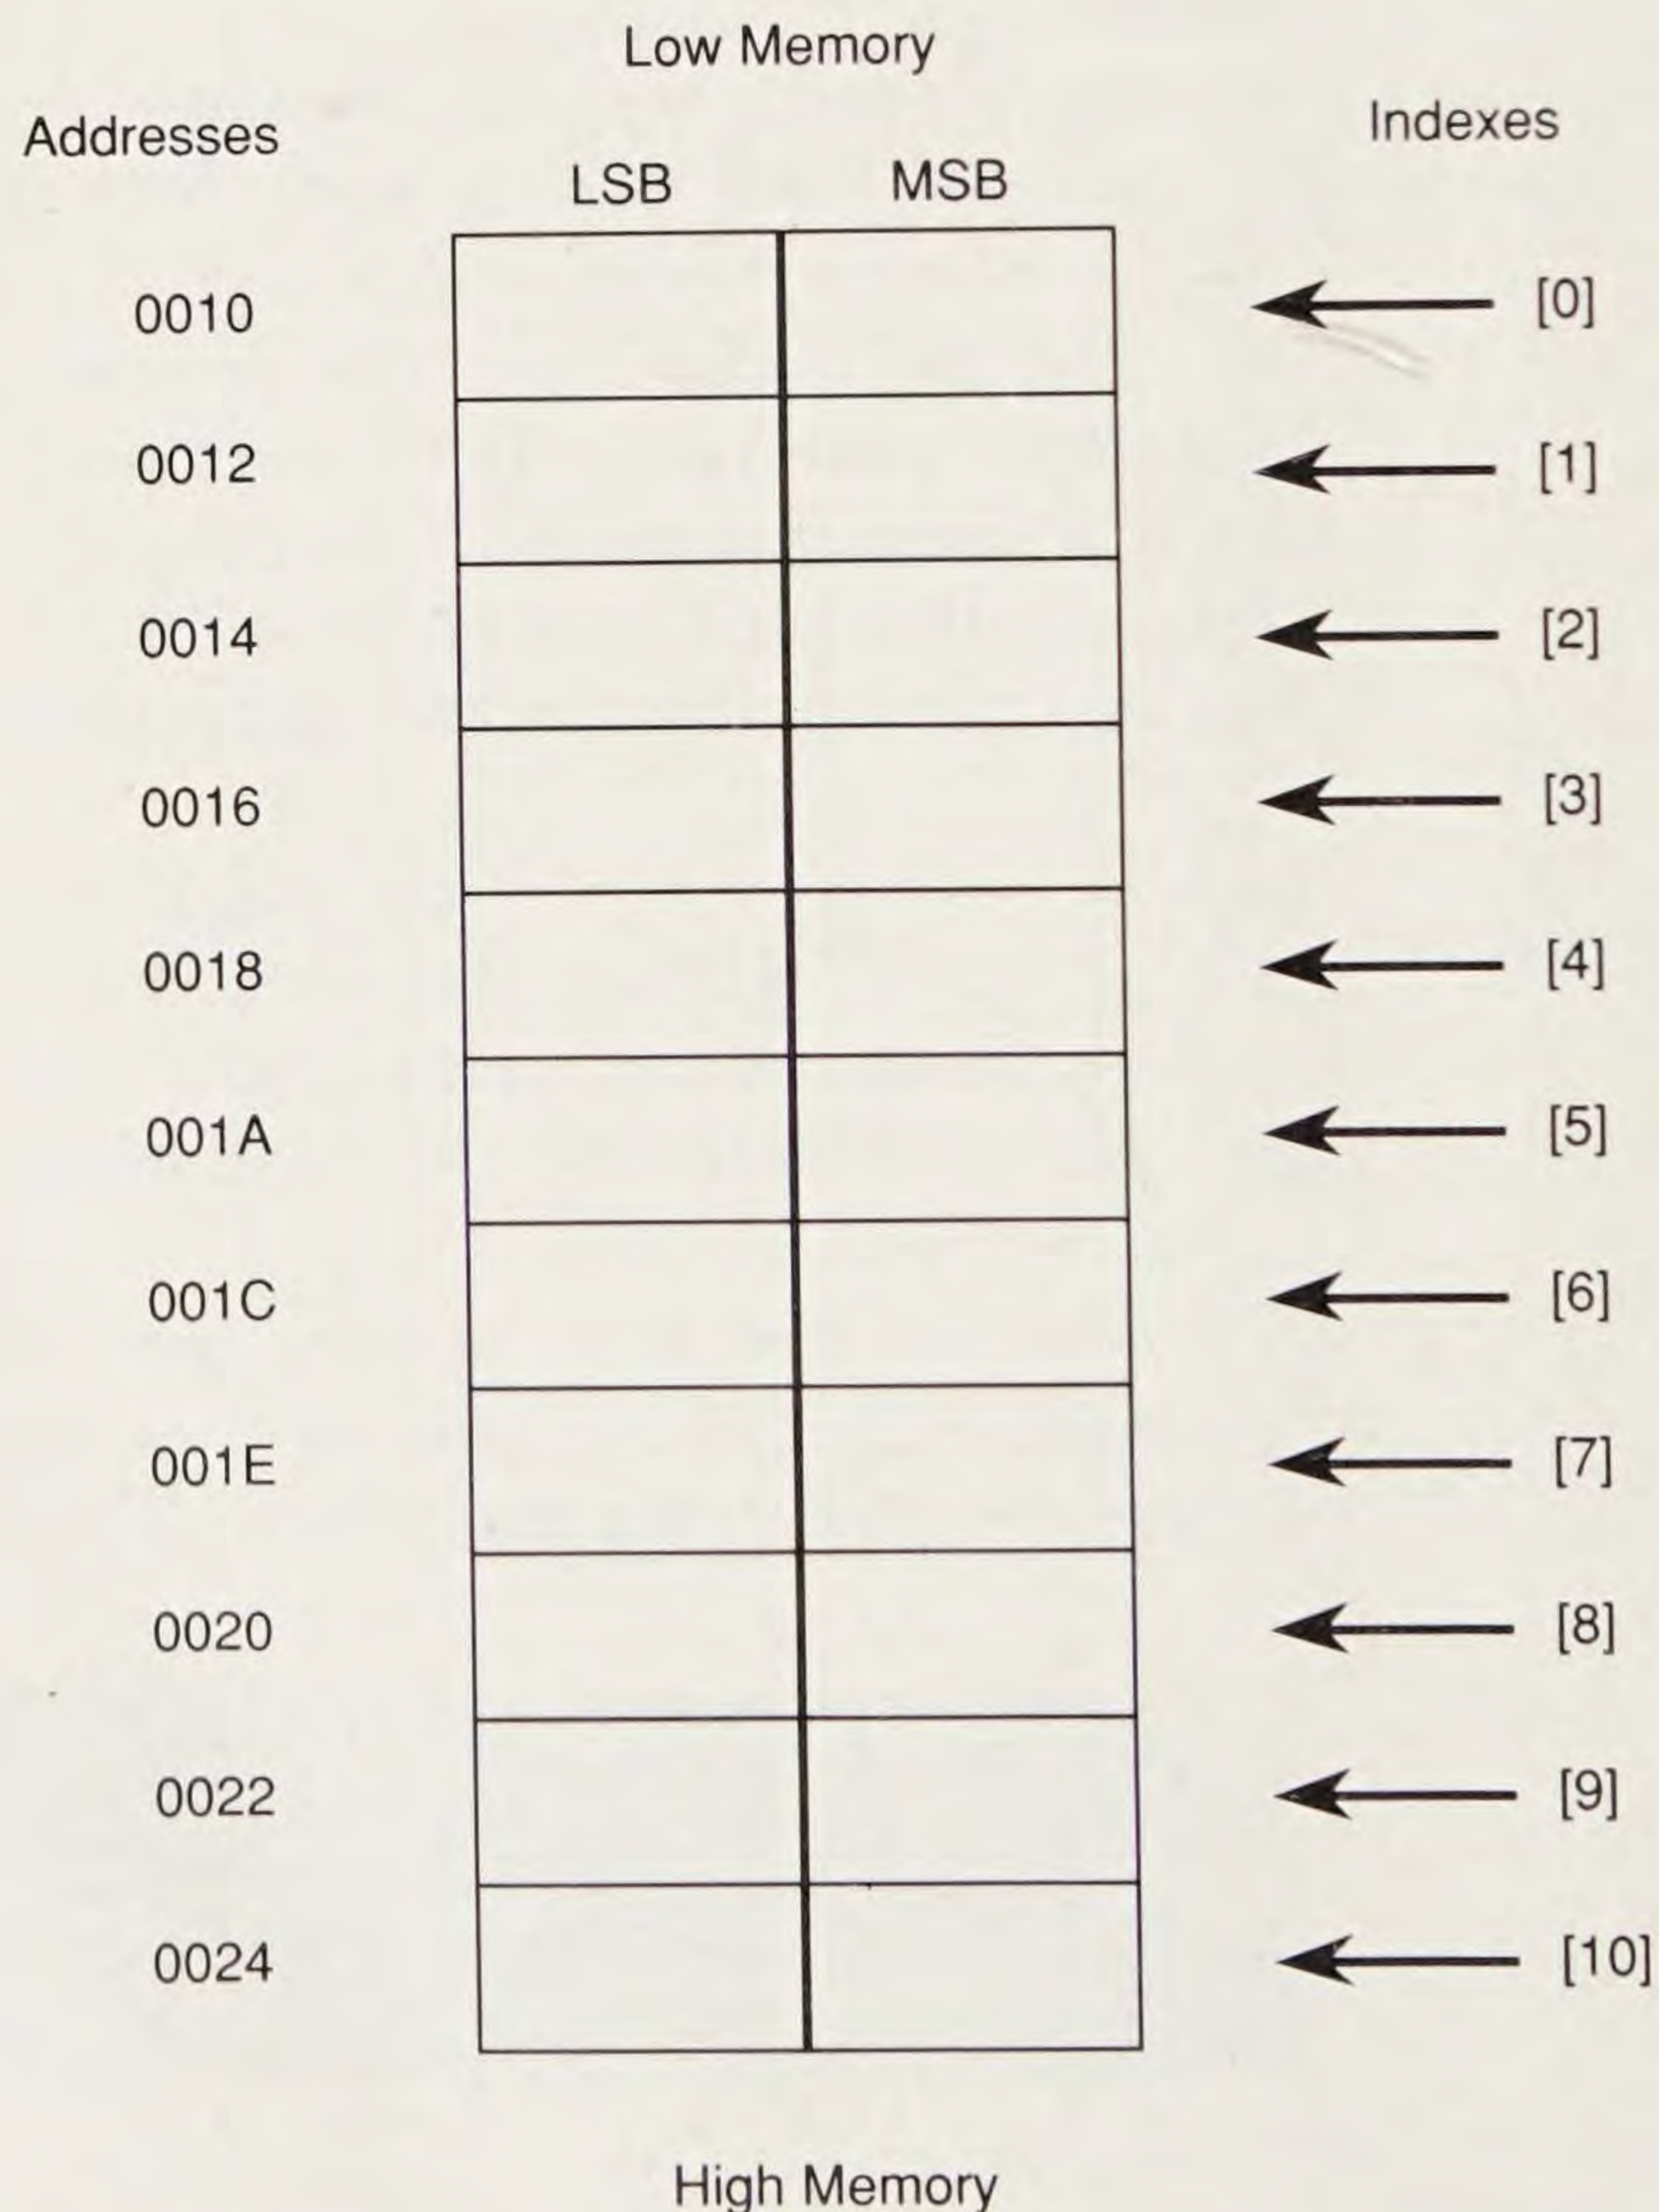 Low Memory
Addresses Indexes
LSB MSB
0010 [0]
0012 [1]
0014 [2]
0016 [3]
0018 [4]
001A [5]
001C [6]
001E [7]
0020 [8]
0022 [9]
0024 [10]
High Memory